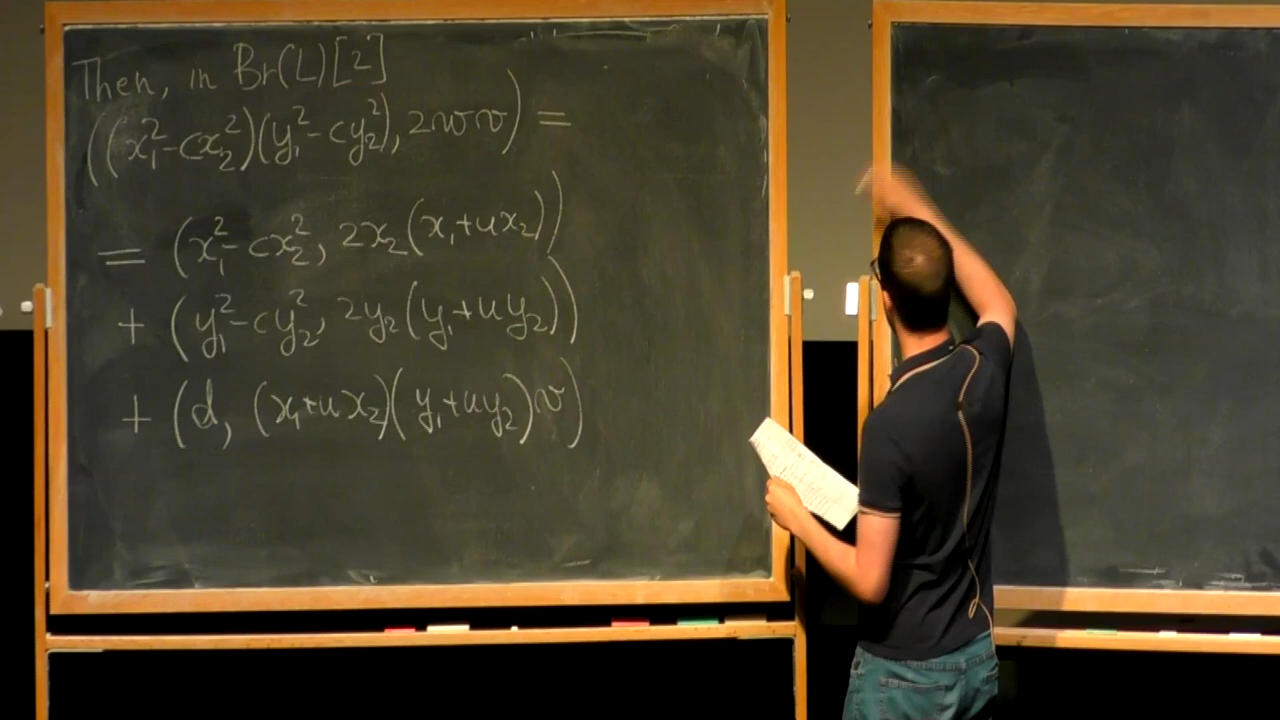 Then, in Br(L)[2]
((x₁²-cx₂²)(y₁²-cy₂²), 2wv) =
= (x₁²-cx₂², 2x₂(x₁+ux₂))
+ (y₁²-cy₂², 2y₂(y₁+uy₂))
+ (d, (x₁+ux₂)(y₁+uy₂)v)